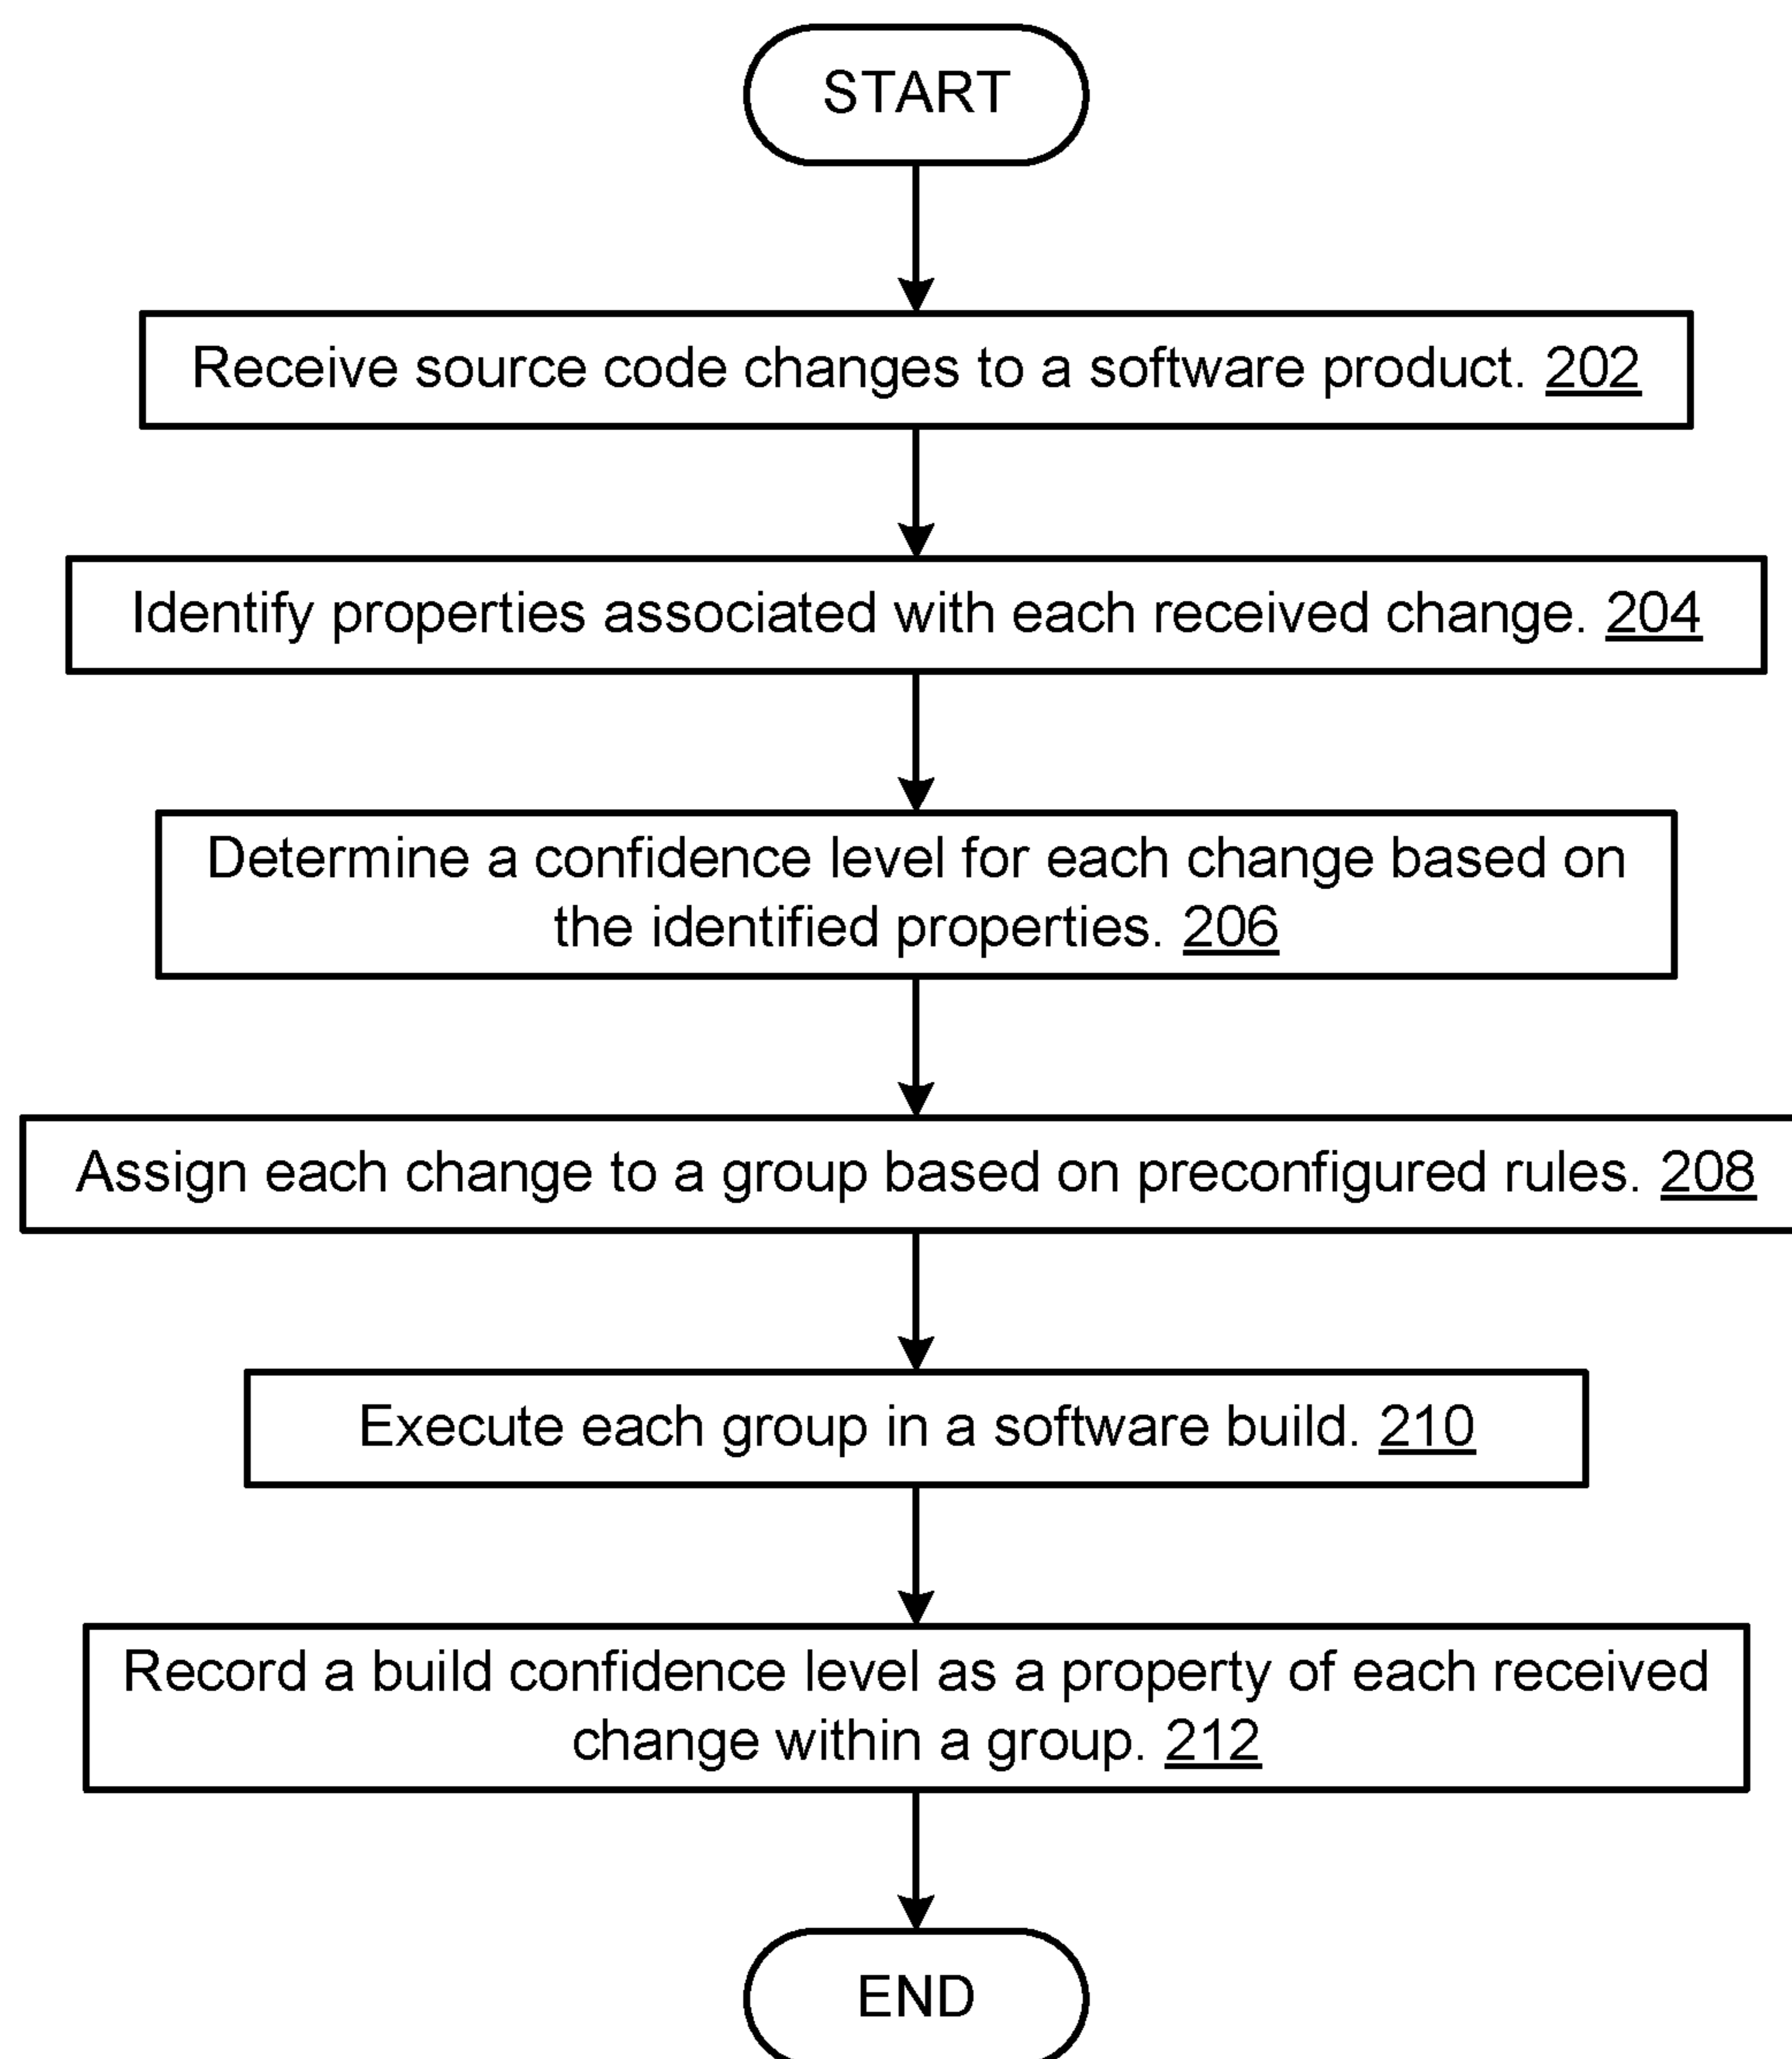 START
Receive source code changes to a software product. 202
Identify properties associated with each received change. 204
Determine a confidence level for each change based on
the identified properties. 206
Assign each change to a group based on preconfigured rules. 208
Execute each group in a software build. 210
Record a build confidence level as a property of each received
change within a group. 212
END